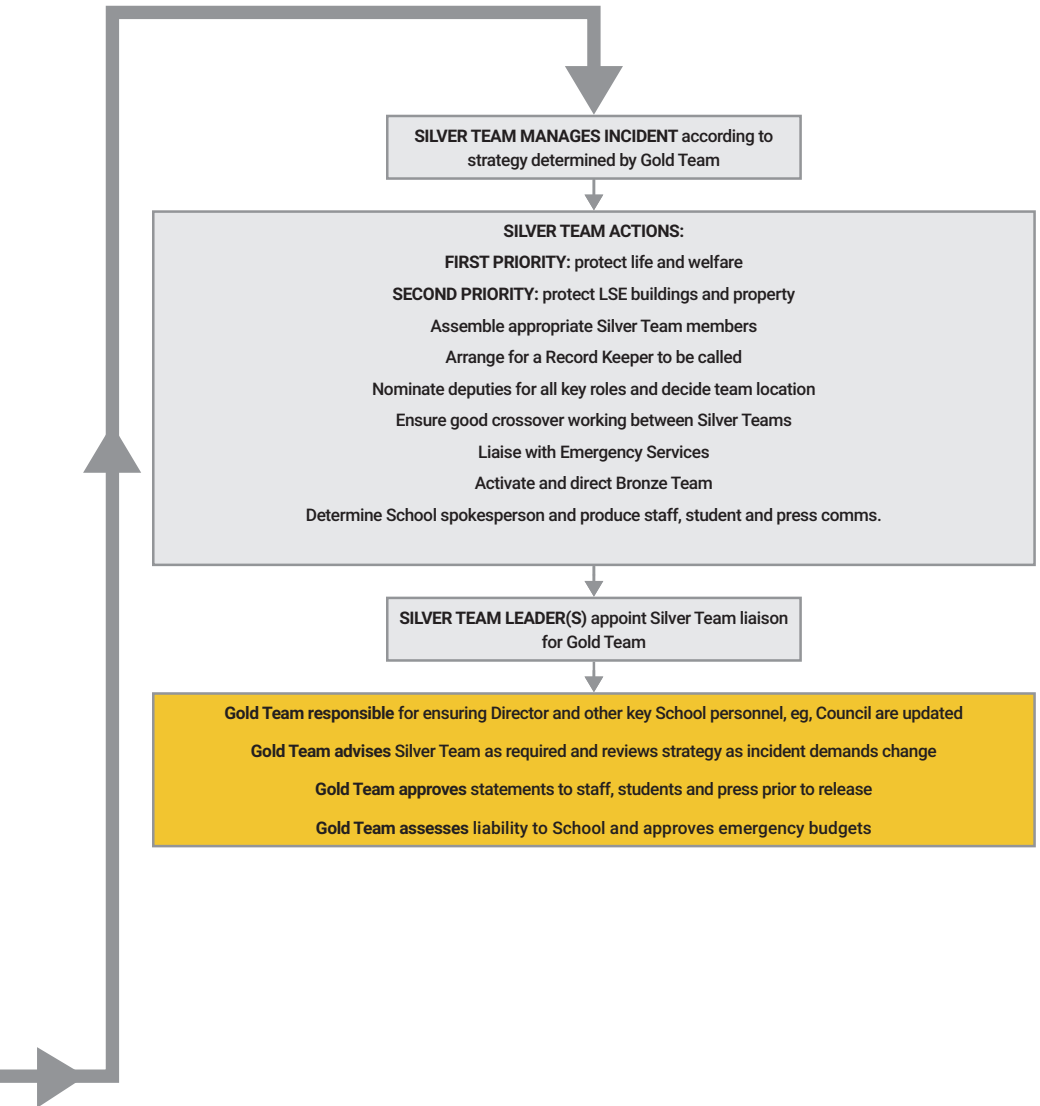 SILVER TEAM MANAGES INCIDENT according to
strategy determined by Gold Team
SILVER TEAM ACTIONS:
FIRST PRIORITY: protect life and welfare
SECOND PRIORITY: protect LSE buildings and property
Assemble appropriate Silver Team members
Arrange for a Record Keeper to be called
Nominate deputies for all key roles and decide team location
Ensure good crossover working between Silver Teams
Liaise with Emergency Services
Activate and direct Bronze Team
Determine School spokesperson and produce staff, student and press comms.
SILVER TEAM LEADER(S) appoint Silver Team liaison
for Gold Team
Gold Team responsible for ensuring Director and other key School personnel, eg, Council are updated
Gold Team advises Silver Team as required and reviews strategy as incident demands change
Gold Team approves statements to staff, students and press prior to release
Gold Team assesses liability to School and approves emergency budgets